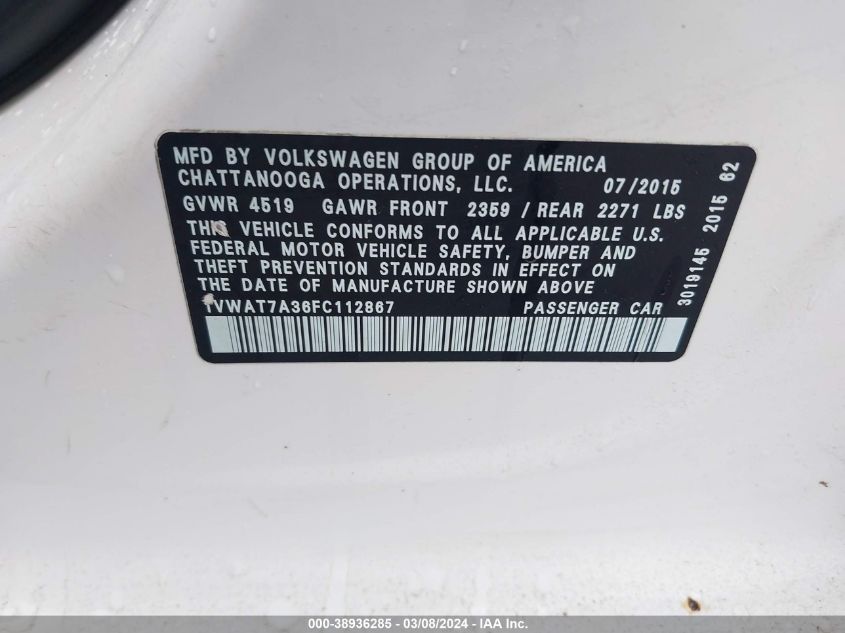 MFD BY VOLKSWAGEN GROUP OF AMERICA
CHATTANOOGA OPERATIONS, LLC. 07/2015
GVWR 4519 GAWR FRONT 2359 / REAR 2271 LBS
THIS VEHICLE CONFORMS TO ALL APPLICABLE U.S.
FEDERAL MOTOR VEHICLE SAFETY, BUMPER AND
THEFT PREVENTION STANDARDS IN EFFECT ON
THE DATE OF MANUFACTURE SHOWN ABOVE
1VWAT7A36FC112867 PASSENGER CAR
3019145 2015 62
000-38936285 - 03/08/2024 - IAA Inc.